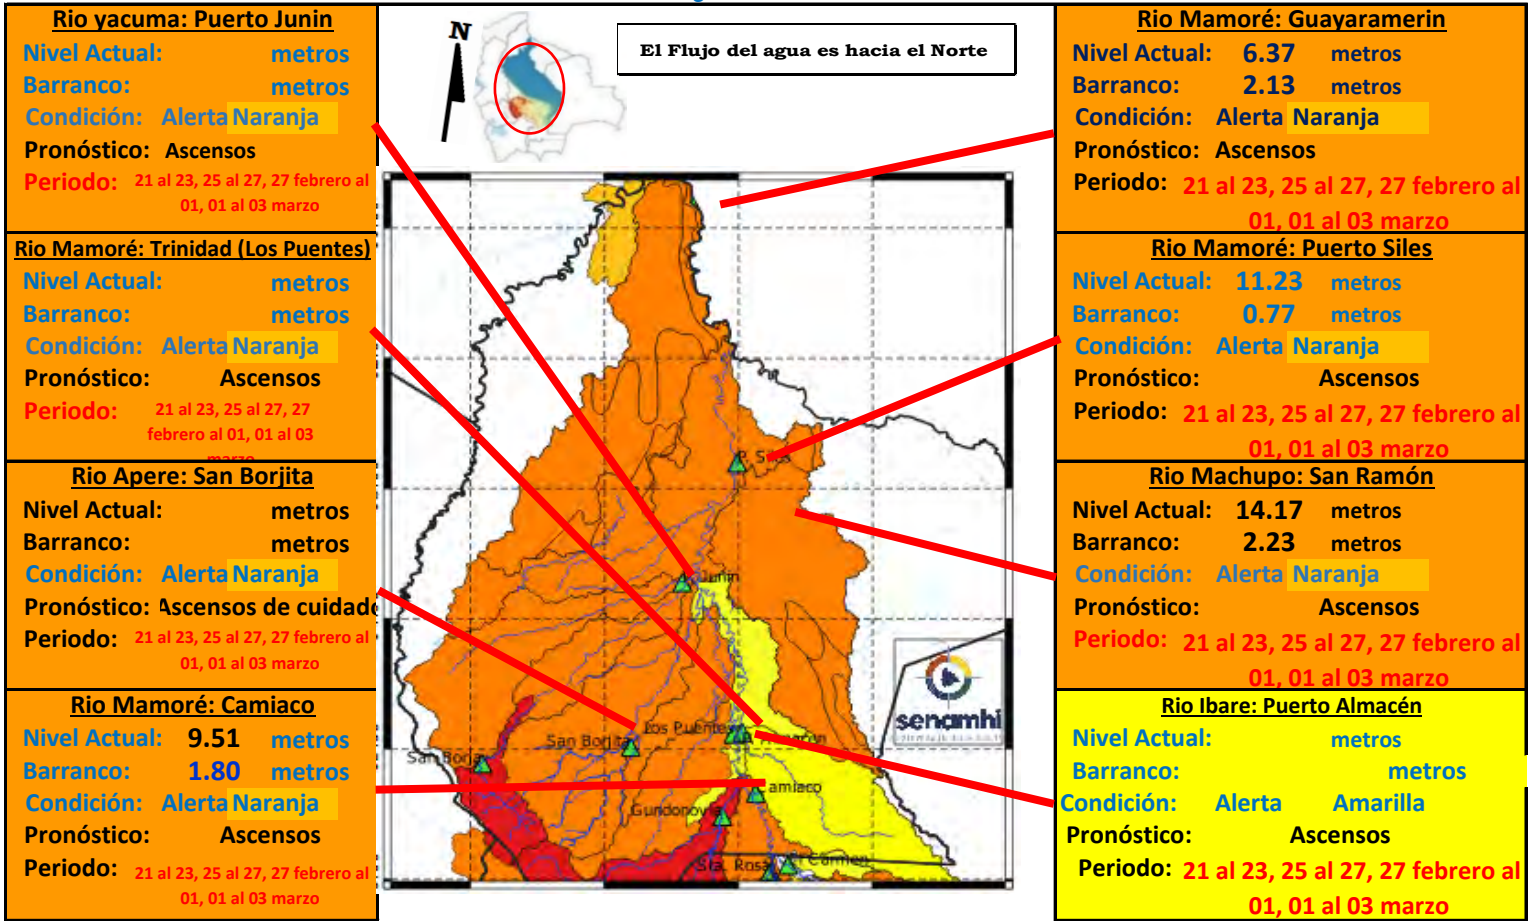 Rio yacuma: Puerto Junin
Nivel Actual: metros
Barranco: metros
Condición: Alerta Naranja
Pronóstico: Ascensos
Periodo: 21 al 23, 25 al 27, 27 febrero al
01, 01 al 03 marzo
Rio Mamoré: Trinidad (Los Puentes)
Nivel Actual: metros
Barranco: metros
Condición: Alerta Naranja
Pronóstico: Ascensos
Periodo: 21 al 23, 25 al 27, 27
febrero al 01, 01 al 03
marzo
Rio Apere: San Borjita
Nivel Actual: metros
Barranco: metros
Condición: Alerta Naranja
Pronóstico: Ascensos de cuidado
Periodo: 21 al 23, 25 al 27, 27 febrero al
01, 01 al 03 marzo
Rio Mamoré: Camiaco
Nivel Actual: 9.51 metros
Barranco: 1.80 metros
Condición: Alerta Naranja
Pronóstico: Ascensos
Periodo: 21 al 23, 25 al 27, 27 febrero al
01, 01 al 03 marzo
N
El Flujo del agua es hacia el Norte
P. Siles
P. Junin
Los Puentes
P. Almacén
San Borjita
San Borja
Camiaco
Gundonovia
Sta. Rosa
El Carmen
senamhi
Rio Mamoré: Guayaramerin
Nivel Actual: 6.37 metros
Barranco: 2.13 metros
Condición: Alerta Naranja
Pronóstico: Ascensos
Periodo: 21 al 23, 25 al 27, 27 febrero al
01, 01 al 03 marzo
Rio Mamoré: Puerto Siles
Nivel Actual: 11.23 metros
Barranco: 0.77 metros
Condición: Alerta Naranja
Pronóstico: Ascensos
Periodo: 21 al 23, 25 al 27, 27 febrero al
01, 01 al 03 marzo
Rio Machupo: San Ramón
Nivel Actual: 14.17 metros
Barranco: 2.23 metros
Condición: Alerta Naranja
Pronóstico: Ascensos
Periodo: 21 al 23, 25 al 27, 27 febrero al
01, 01 al 03 marzo
Rio Ibare: Puerto Almacén
Nivel Actual: metros
Barranco: metros
Condición: Alerta Amarilla
Pronóstico: Ascensos
Periodo: 21 al 23, 25 al 27, 27 febrero al
01, 01 al 03 marzo